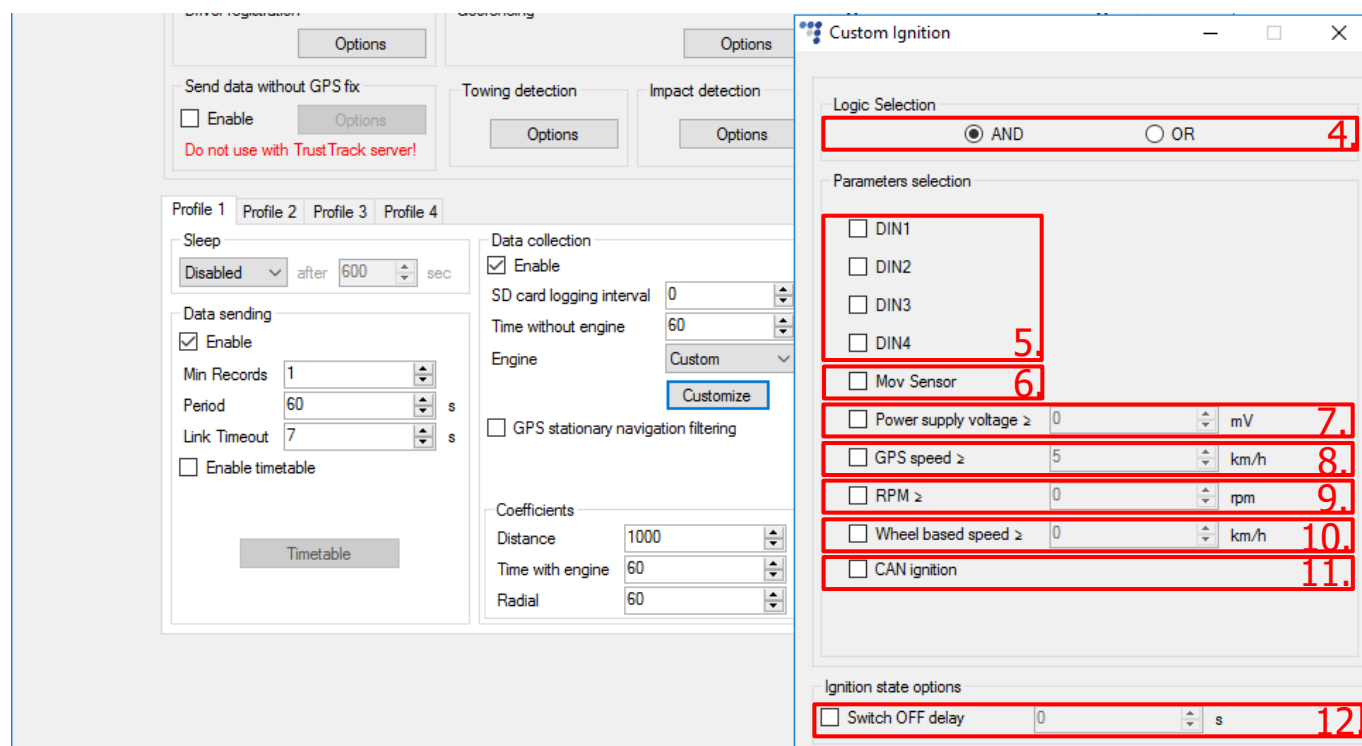 Driver registration
Geofencing
Options
Options
Send data without GPS fix
Enable
Options
Do not use with TrustTrack server!
Towing detection
Options
Impact detection
Options
Profile 1 Profile 2 Profile 3 Profile 4
Sleep
Disabled after 600 sec
Data sending
Enable
Min Records 1
Period 60 s
Link Timeout 7 s
Enable timetable
Timetable
Data collection
Enable
SD card logging interval 0
Time without engine 60
Engine Custom
Customize
GPS stationary navigation filtering
Coefficients
Distance 1000
Time with engine 60
Radial 60
Custom Ignition
Logic Selection
AND OR 4.
Parameters selection
DIN1
DIN2
DIN3
DIN4 5.
Mov Sensor 6.
Power supply voltage ≥ 0 mV 7.
GPS speed ≥ 5 km/h 8.
RPM ≥ 0 rpm 9.
Wheel based speed ≥ 0 km/h 10.
CAN ignition 11.
Ignition state options
Switch OFF delay 0 s 12.